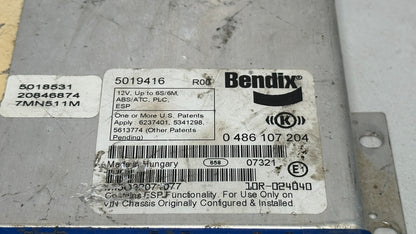 5018531
20846874
7MN511M
5019416 R00
Bendix
12V, Up to 6S/6M,
ABS/ATC, PLC,
ESP
One or More U.S. Patents
Apply : 6237401, 5341298,
5613774 (Other Patents
Pending)
K
0 486 107 204
Made in Hungary 658 07321 E1
10R-024040
Contains ESP Functionality. For Use Only on
VIN Chassis Originally Configured & Installed